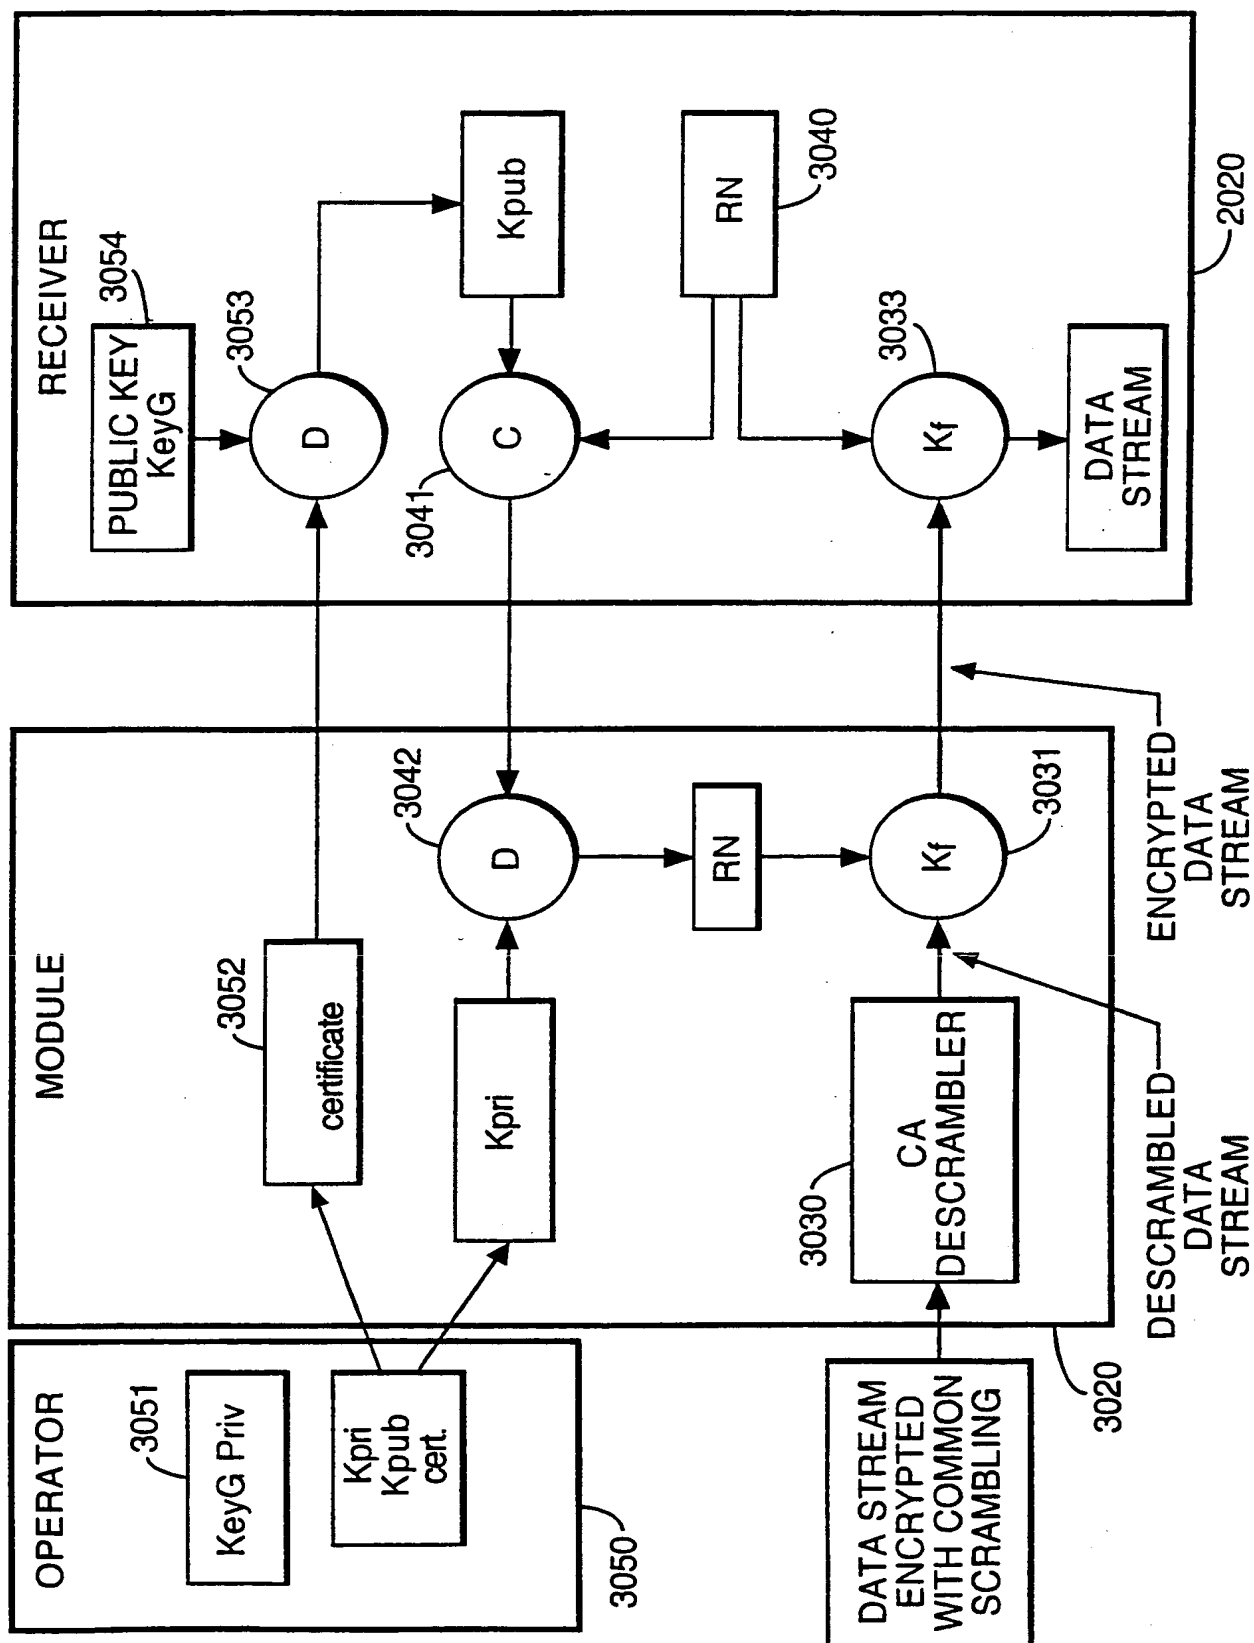 OPERATOR
3051
KeyG Priv
Kpri
Kpub
cert.
3050
DATA STREAM
ENCRYPTED
WITH COMMON
SCRAMBLING
MODULE
3052
certificate
Kpri
3042
D
RN
3030
CA
DESCRAMBLER
Kf
3031
3020
DESCRAMBLED
DATA
STREAM
ENCRYPTED
DATA
STREAM
RECEIVER
3054
PUBLIC KEY
KeyG
3053
D
Kpub
3041
C
RN
3040
3033
Kf
DATA
STREAM
2020